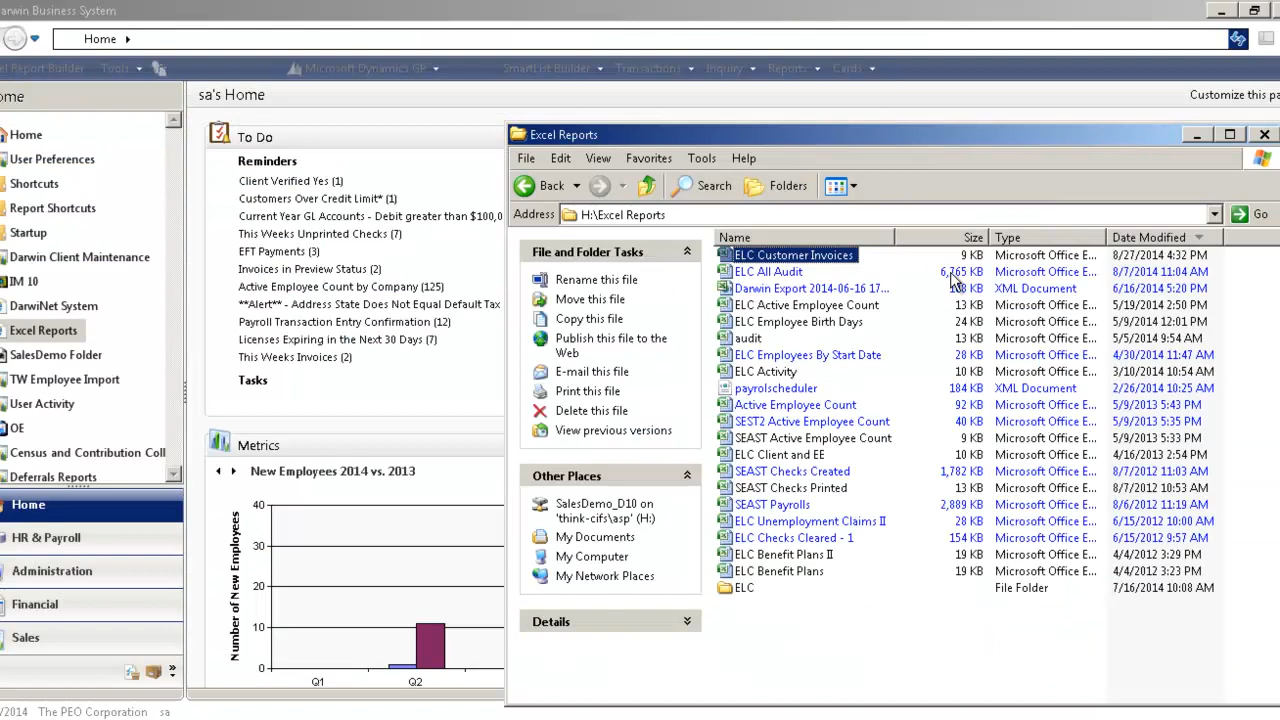 arwin Business System
Home
el Report Builder Tools Microsoft Dynamics GP SmartList Builder Transactions Inquiry Reports Cards
ome
Home
User Preferences
Shortcuts
Report Shortcuts
Startup
Darwin Client Maintenance
IM 10
DarwiNet System
Excel Reports
SalesDemo Folder
TW Employee Import
User Activity
OE
Census and Contribution Coll
Deferrals Reports
Home
HR & Payroll
Administration
Financial
Sales
/2014 The PEO Corporation sa
sa's Home
Customize this pa
To Do
Reminders
Client Verified Yes (1)
Customers Over Credit Limit* (1)
Current Year GL Accounts - Debit greater than $100,0
This Weeks Unprinted Checks (7)
EFT Payments (3)
Invoices in Preview Status (2)
Active Employee Count by Company (125)
**Alert** - Address State Does Not Equal Default Tax
Payroll Transaction Entry Confirmation (12)
Licenses Expiring in the Next 30 Days (7)
This Weeks Invoices (2)
Tasks
Metrics
New Employees 2014 vs. 2013
Number of New Employees
40
30
20
10
0
Q1 Q2
Excel Reports
File Edit View Favorites Tools Help
Back Search Folders
Address H:\Excel Reports Go
File and Folder Tasks
Rename this file
Move this file
Copy this file
Publish this file to the
Web
E-mail this file
Print this file
Delete this file
View previous versions
Other Places
SalesDemo_D10 on
'think-cifs\asp' (H:)
My Documents
My Computer
My Network Places
Details
Name Size Type Date Modified
ELC Customer Invoices 9 KB Microsoft Office E... 8/27/2014 4:32 PM
ELC All Audit 6,765 KB Microsoft Office E... 8/7/2014 11:04 AM
Darwin Export 2014-06-16 17... KB XML Document 6/16/2014 5:20 PM
ELC Active Employee Count 13 KB Microsoft Office E... 5/19/2014 2:50 PM
ELC Employee Birth Days 24 KB Microsoft Office E... 5/9/2014 12:01 PM
audit 13 KB Microsoft Office E... 5/5/2014 9:54 AM
ELC Employees By Start Date 28 KB Microsoft Office E... 4/30/2014 11:47 AM
ELC Activity 10 KB Microsoft Office E... 3/10/2014 10:54 AM
payrolscheduler 184 KB XML Document 2/26/2014 10:25 AM
Active Employee Count 92 KB Microsoft Office E... 5/9/2013 5:43 PM
SEST2 Active Employee Count 40 KB Microsoft Office E... 5/9/2013 5:35 PM
SEAST Active Employee Count 9 KB Microsoft Office E... 5/9/2013 5:33 PM
ELC Client and EE 10 KB Microsoft Office E... 4/16/2013 2:54 PM
SEAST Checks Created 1,782 KB Microsoft Office E... 8/7/2012 11:03 AM
SEAST Checks Printed 13 KB Microsoft Office E... 8/7/2012 10:53 AM
SEAST Payrolls 2,889 KB Microsoft Office E... 8/6/2012 11:19 AM
ELC Unemployment Claims II 28 KB Microsoft Office E... 6/15/2012 10:00 AM
ELC Checks Cleared - 1 154 KB Microsoft Office E... 6/15/2012 9:57 AM
ELC Benefit Plans II 19 KB Microsoft Office E... 4/4/2012 3:29 PM
ELC Benefit Plans 19 KB Microsoft Office E... 4/4/2012 3:23 PM
ELC File Folder 7/16/2014 10:08 AM